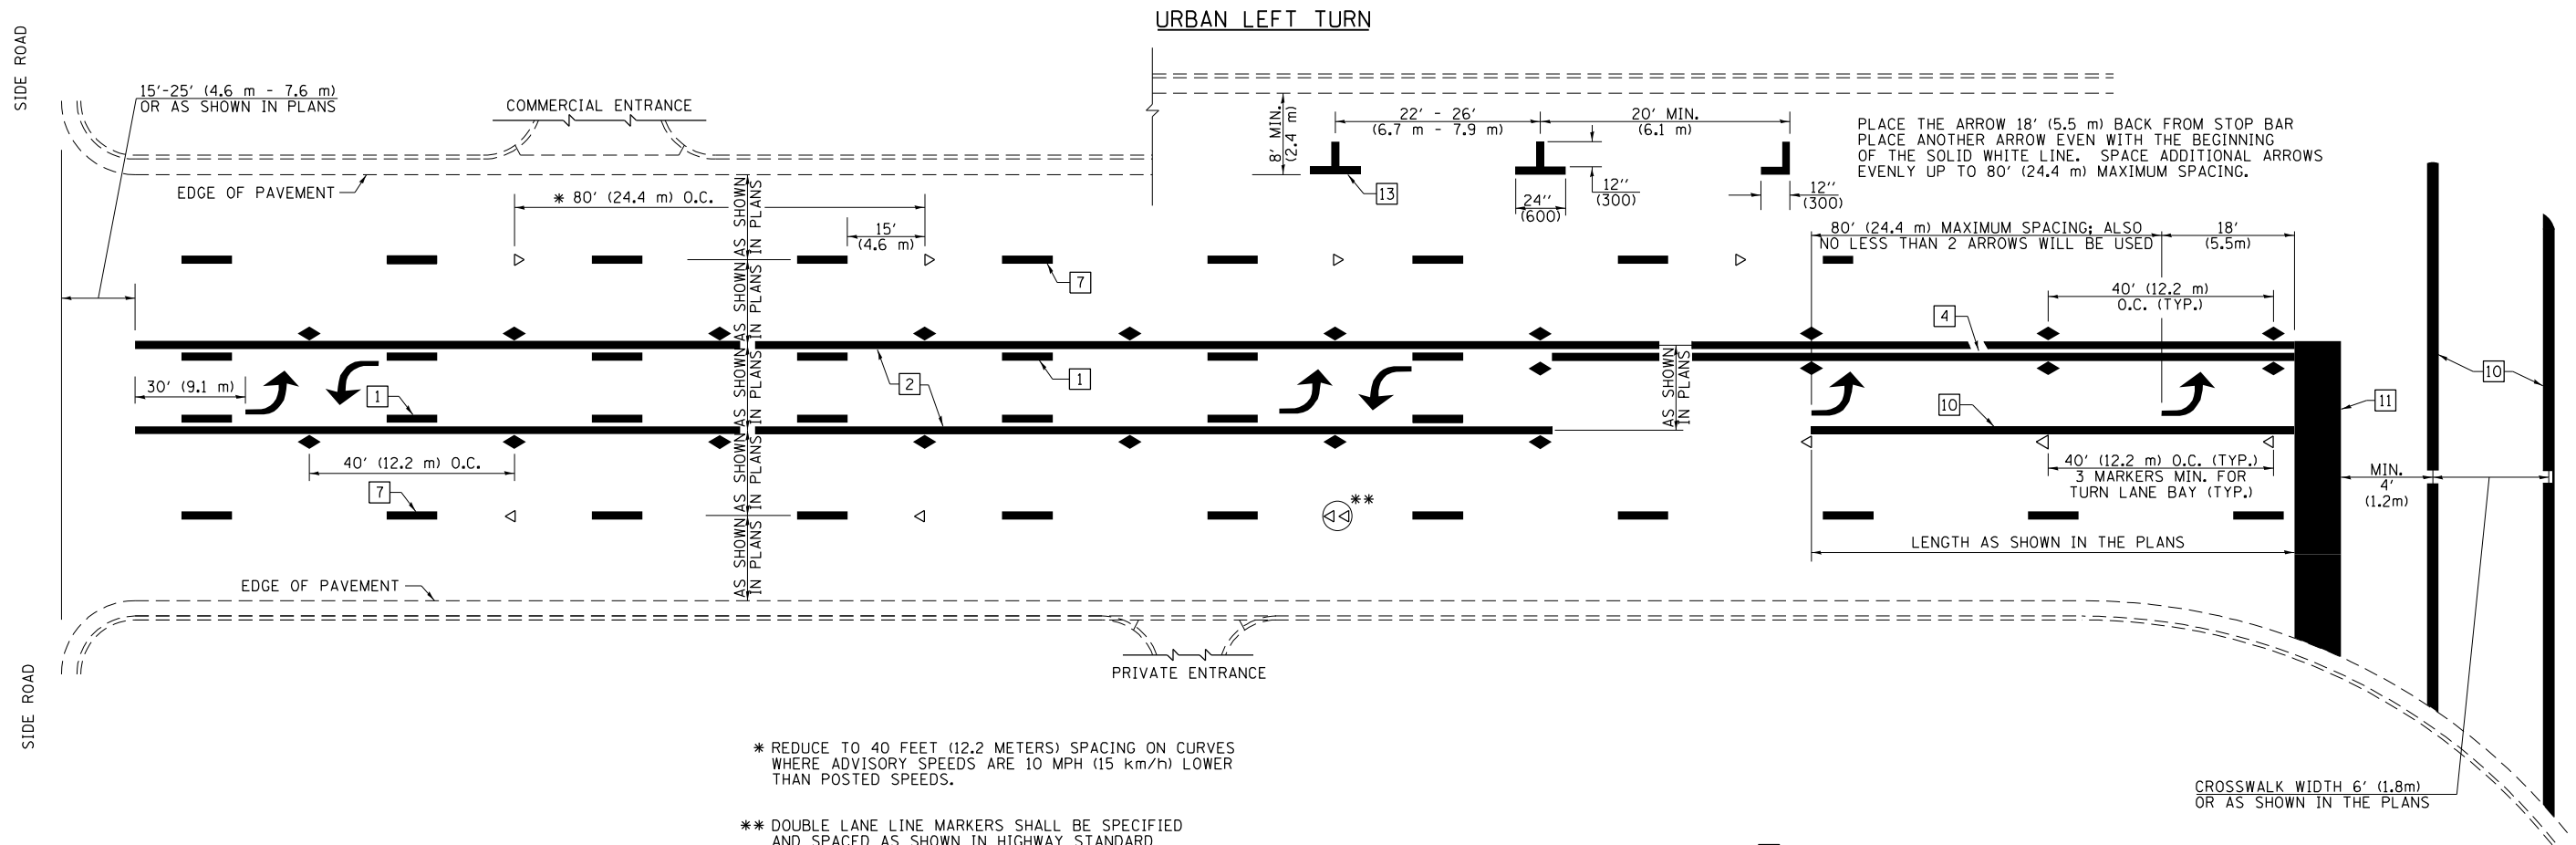 URBAN LEFT TURN
SIDE ROAD
15'-25' (4.6 m - 7.6 m)
OR AS SHOWN IN PLANS
COMMERCIAL ENTRANCE
EDGE OF PAVEMENT
* 80' (24.4 m) O.C.
15'
(4.6 m)
8' MIN.
(2.4 m)
22' - 26'
(6.7 m - 7.9 m)
20' MIN.
(6.1 m)
13
24''
(600)
12''
(300)
12''
(300)
PLACE THE ARROW 18' (5.5 m) BACK FROM STOP BAR
PLACE ANOTHER ARROW EVEN WITH THE BEGINNING
OF THE SOLID WHITE LINE. SPACE ADDITIONAL ARROWS
EVENLY UP TO 80' (24.4 m) MAXIMUM SPACING.
80' (24.4 m) MAXIMUM SPACING; ALSO
NO LESS THAN 2 ARROWS WILL BE USED
18'
(5.5m)
7
40' (12.2 m)
O.C. (TYP.)
4
AS SHOWN
IN PLANS
AS SHOWN
IN PLANS
AS SHOWN
IN PLANS
AS SHOWN
IN PLANS
AS SHOWN
IN PLANS
30' (9.1 m)
1
2
1
AS SHOWN
IN PLANS
10
10
11
40' (12.2 m) O.C.
7
**
40' (12.2 m) O.C. (TYP.)
3 MARKERS MIN. FOR
TURN LANE BAY (TYP.)
MIN.
4'
(1.2m)
LENGTH AS SHOWN IN THE PLANS
EDGE OF PAVEMENT
SIDE ROAD
PRIVATE ENTRANCE
* REDUCE TO 40 FEET (12.2 METERS) SPACING ON CURVES
WHERE ADVISORY SPEEDS ARE 10 MPH (15 km/h) LOWER
THAN POSTED SPEEDS.
CROSSWALK WIDTH 6' (1.8m)
OR AS SHOWN IN THE PLANS
** DOUBLE LANE LINE MARKERS SHALL BE SPECIFIED
AND SPACED AS SHOWN IN HIGHWAY STANDARD